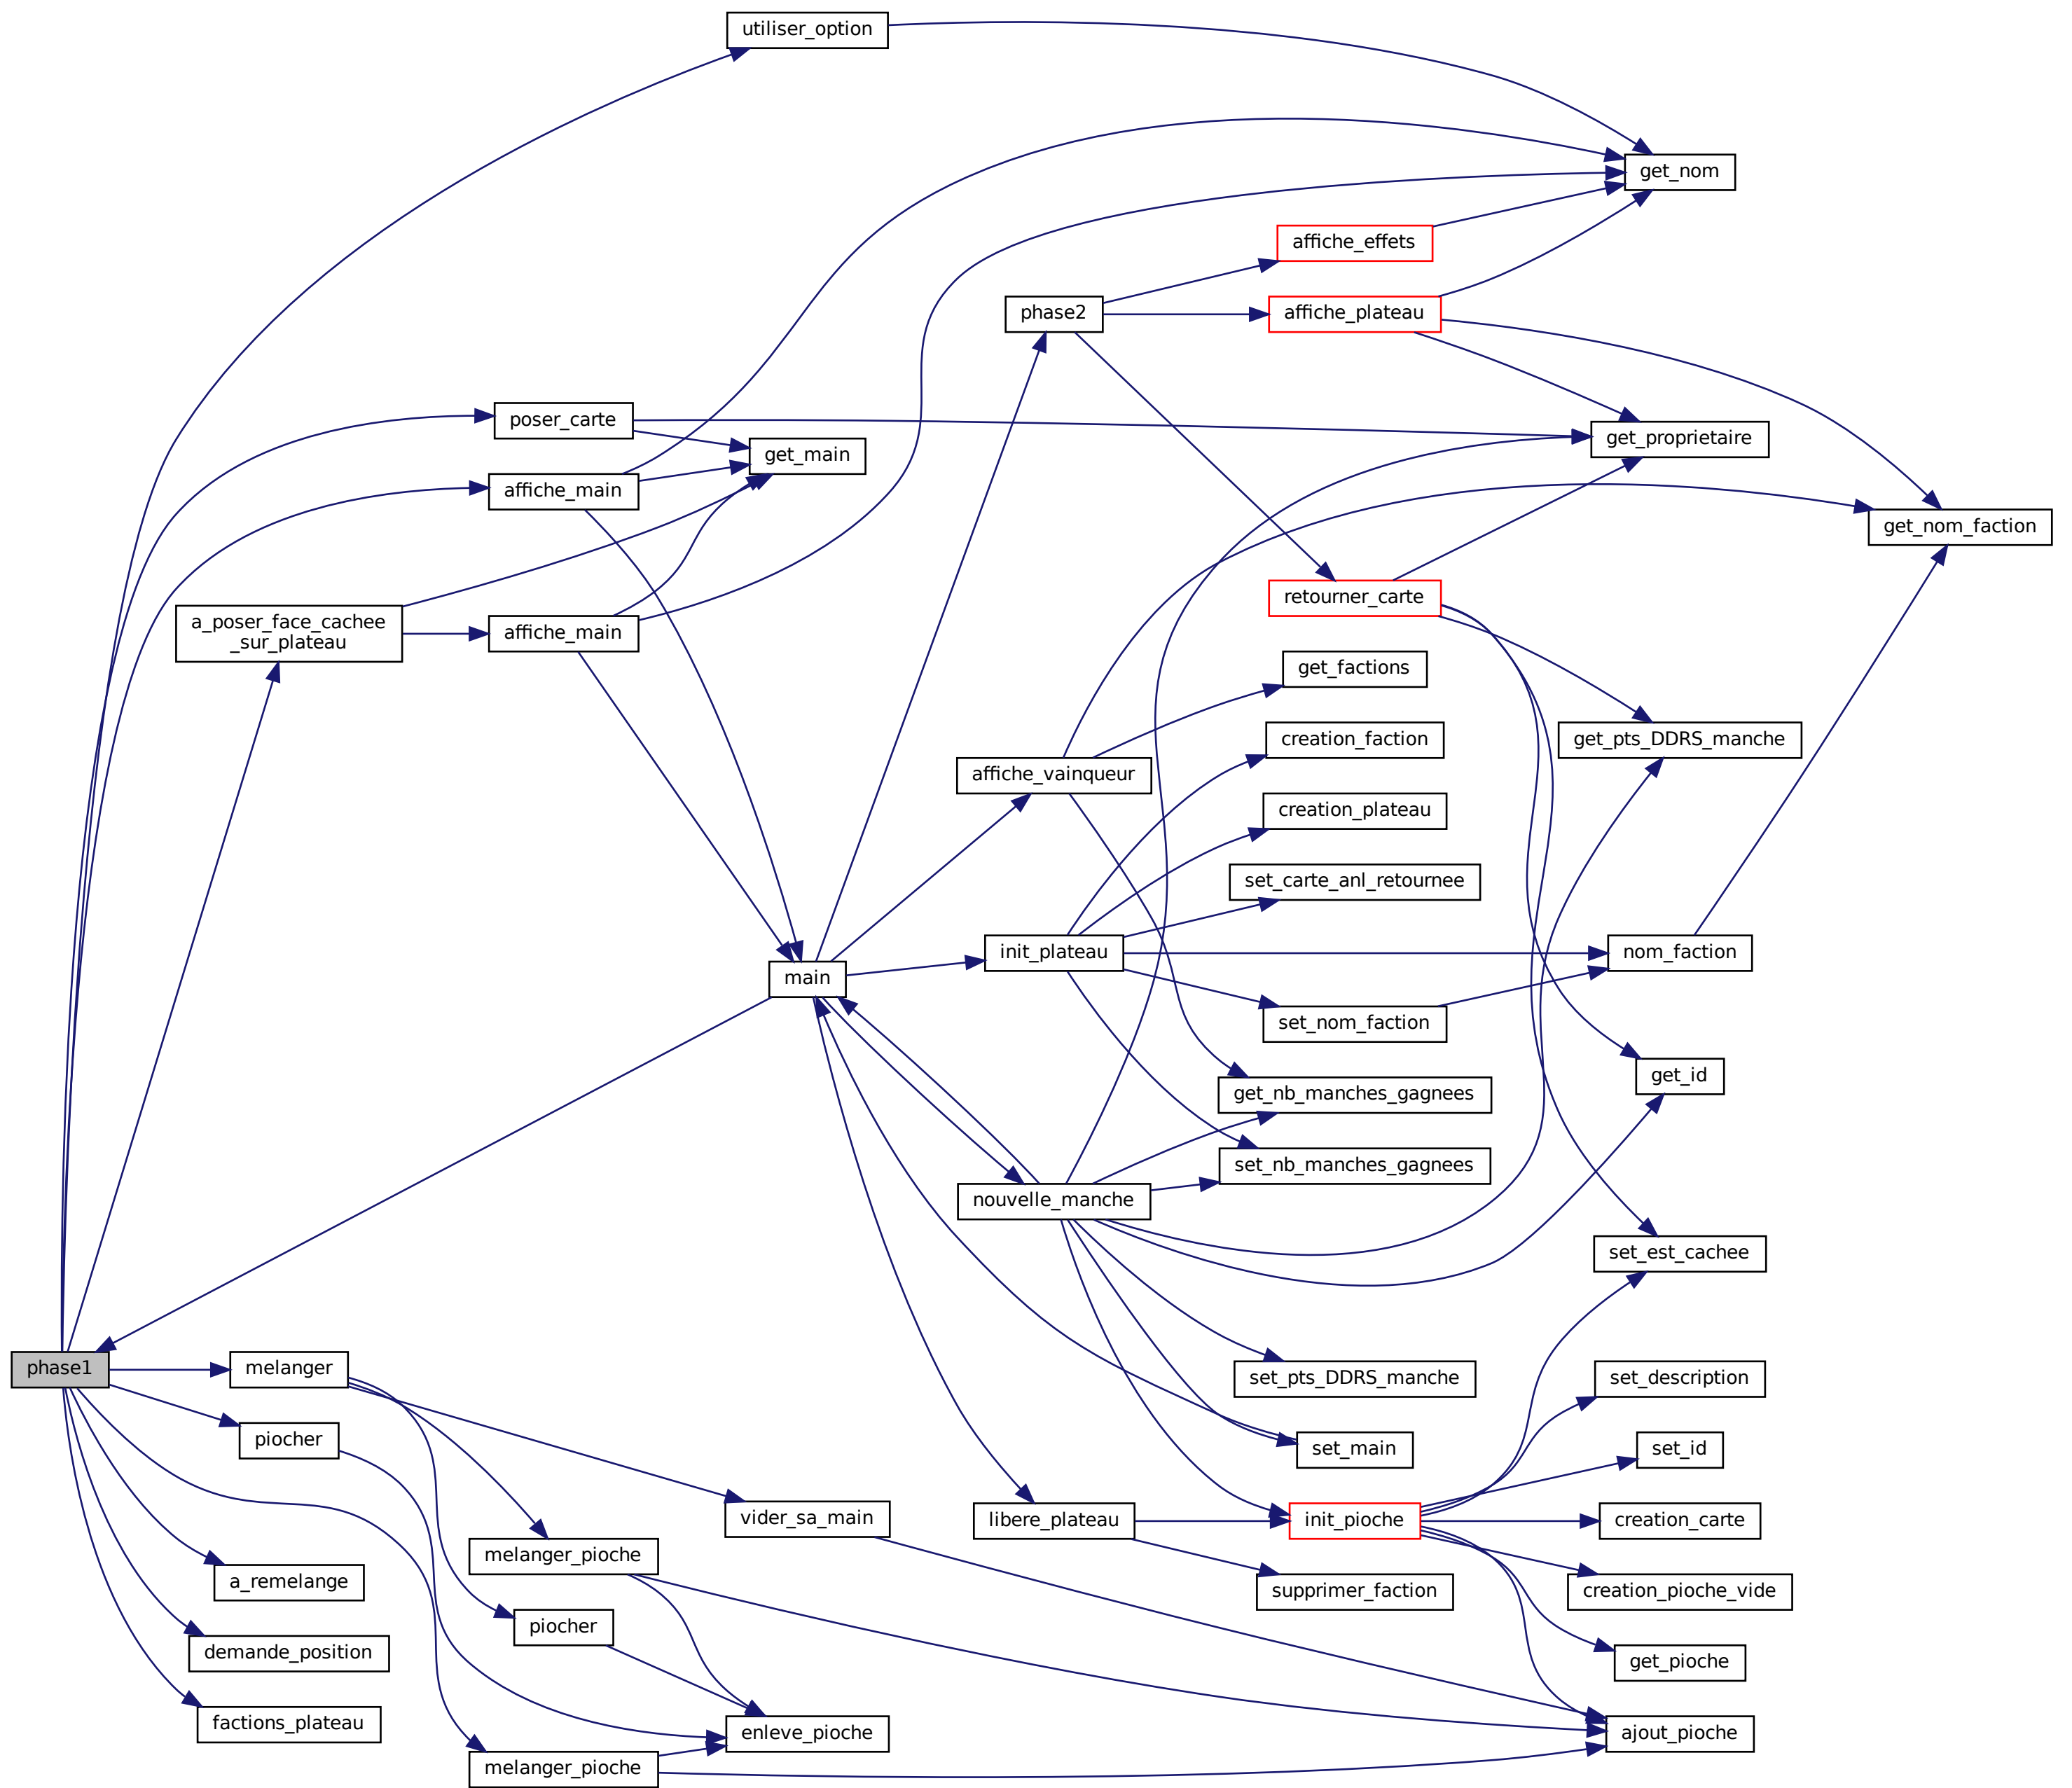 utiliser_option
get_nom
affiche_effets
phase2
affiche_plateau
poser_carte
get_proprietaire
get_main
affiche_main
get_nom_faction
retourner_carte
a_poser_face_cachee
_sur_plateau
affiche_main
get_factions
creation_faction
get_pts_DDRS_manche
affiche_vainqueur
creation_plateau
set_carte_anl_retournee
init_plateau
nom_faction
main
set_nom_faction
get_id
get_nb_manches_gagnees
set_nb_manches_gagnees
nouvelle_manche
set_est_cachee
phase1
melanger
set_pts_DDRS_manche
set_description
piocher
set_main
set_id
vider_sa_main
libere_plateau
init_pioche
creation_carte
melanger_pioche
a_remelange
supprimer_faction
creation_pioche_vide
piocher
demande_position
get_pioche
factions_plateau
enleve_pioche
ajout_pioche
melanger_pioche